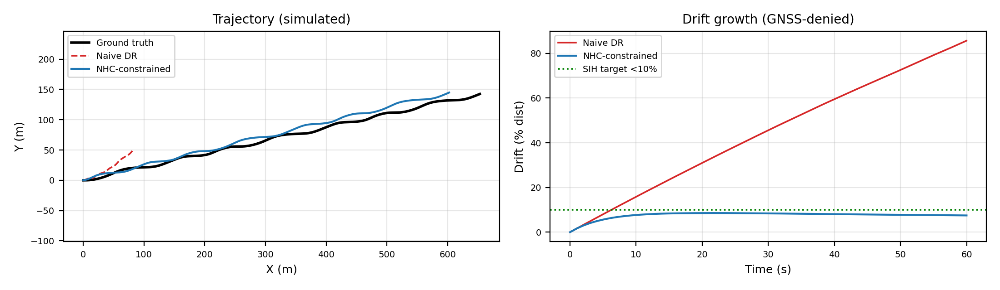 Trajectory (simulated)
Ground truth
Naive DR
NHC-constrained
Y (m)
200
150
100
50
0
−50
−100
0 100 200 300 400 500 600
X (m)
Drift growth (GNSS-denied)
Naive DR
NHC-constrained
SIH target <10%
Drift (% dist)
80
60
40
20
0
0 10 20 30 40 50 60
Time (s)